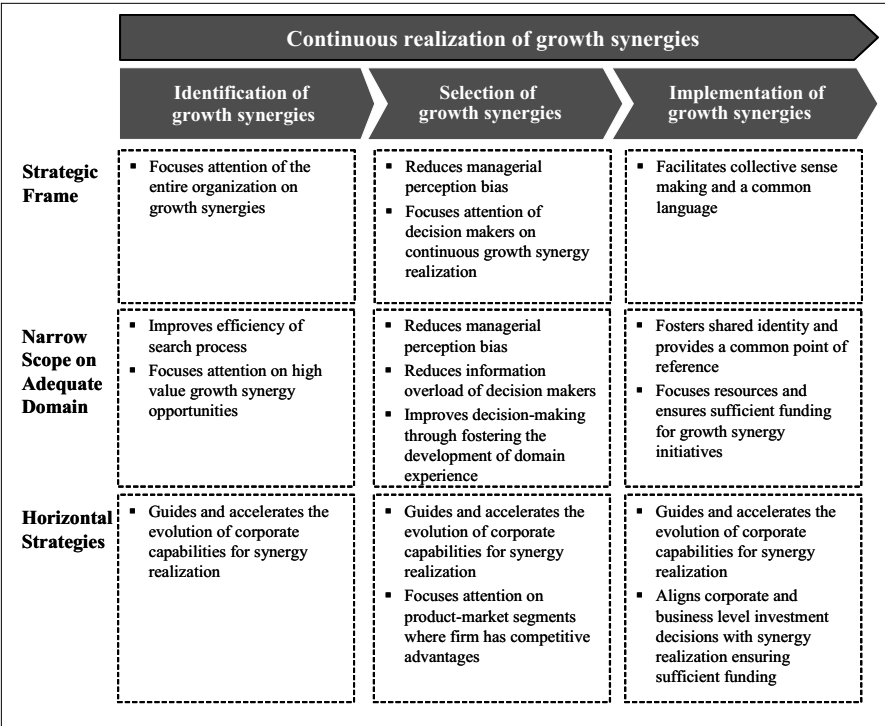 Continuous realization of growth synergies
Identification of
growth synergies
Selection of
growth synergies
Implementation of
growth synergies
Strategic
Frame
▪ Focuses attention of the
entire organization on
growth synergies
▪ Reduces managerial
perception bias
▪ Focuses attention of
decision makers on
continuous growth synergy
realization
▪ Facilitates collective sense
making and a common
language
Narrow
Scope on
Adequate
Domain
▪ Improves efficiency of
search process
▪ Focuses attention on high
value growth synergy
opportunities
▪ Reduces managerial
perception bias
▪ Reduces information
overload of decision makers
▪ Improves decision-making
through fostering the
development of domain
experience
▪ Fosters shared identity and
provides a common point of
reference
▪ Focuses resources and
ensures sufficient funding
for growth synergy
initiatives
Horizontal
Strategies
▪ Guides and accelerates the
evolution of corporate
capabilities for synergy
realization
▪ Guides and accelerates the
evolution of corporate
capabilities for synergy
realization
▪ Focuses attention on
product-market segments
where firm has competitive
advantages
▪ Guides and accelerates the
evolution of corporate
capabilities for synergy
realization
▪ Aligns corporate and
business level investment
decisions with synergy
realization ensuring
sufficient funding